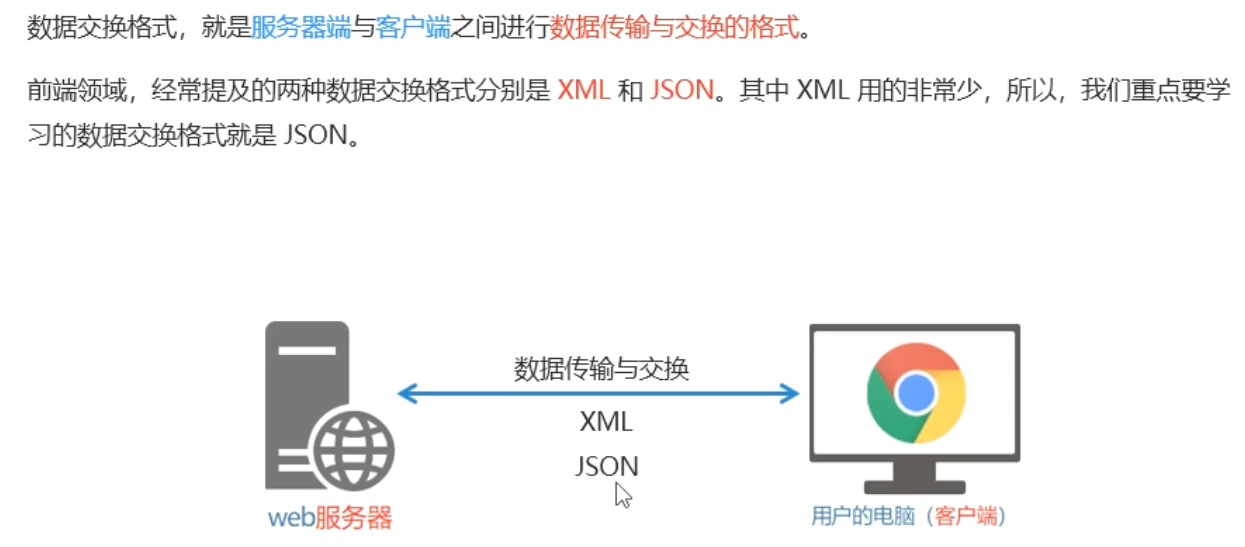 数据交换格式，就是服务器端与客户端之间进行数据传输与交换的格式。
前端领域，经常提及的两种数据交换格式分别是 XML 和 JSON。其中 XML 用的非常少，所以，我们重点要学
习的数据交换格式就是 JSON。
数据传输与交换
XML
JSON
web服务器
用户的电脑（客户端）